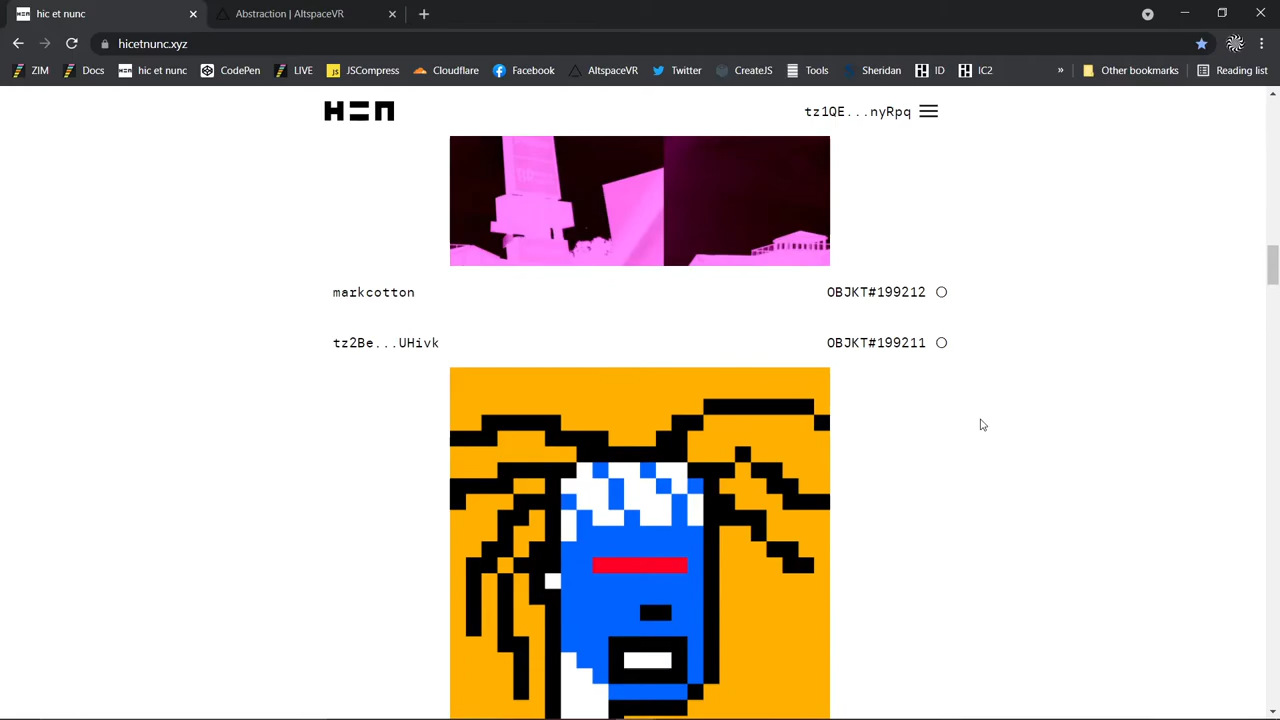 hic et nunc
Abstraction | AltspaceVR
hicetnunc.xyz
ZIM
Docs
hic et nunc
CodePen
LIVE
JSCompress
Cloudflare
Facebook
AltspaceVR
Twitter
CreateJS
Tools
Sheridan
ID
IC2
»
Other bookmarks
Reading list
H=N
tz1QE...nyRpq
markcotton
OBJKT#199212
tz2Be...UHivk
OBJKT#199211